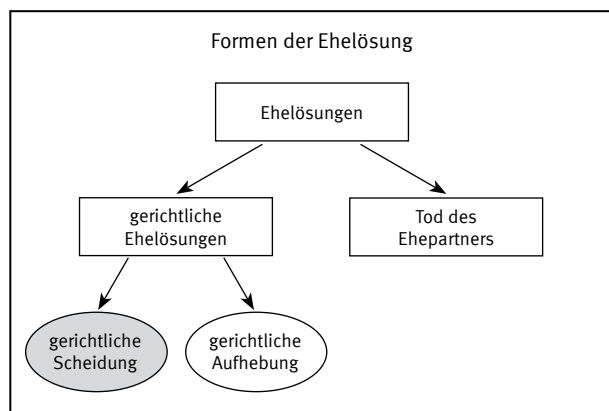 Formen der Ehelösung
Ehelösungen
gerichtliche
Ehelösungen
Tod des
Ehepartners
gerichtliche
Scheidung
gerichtliche
Aufhebung